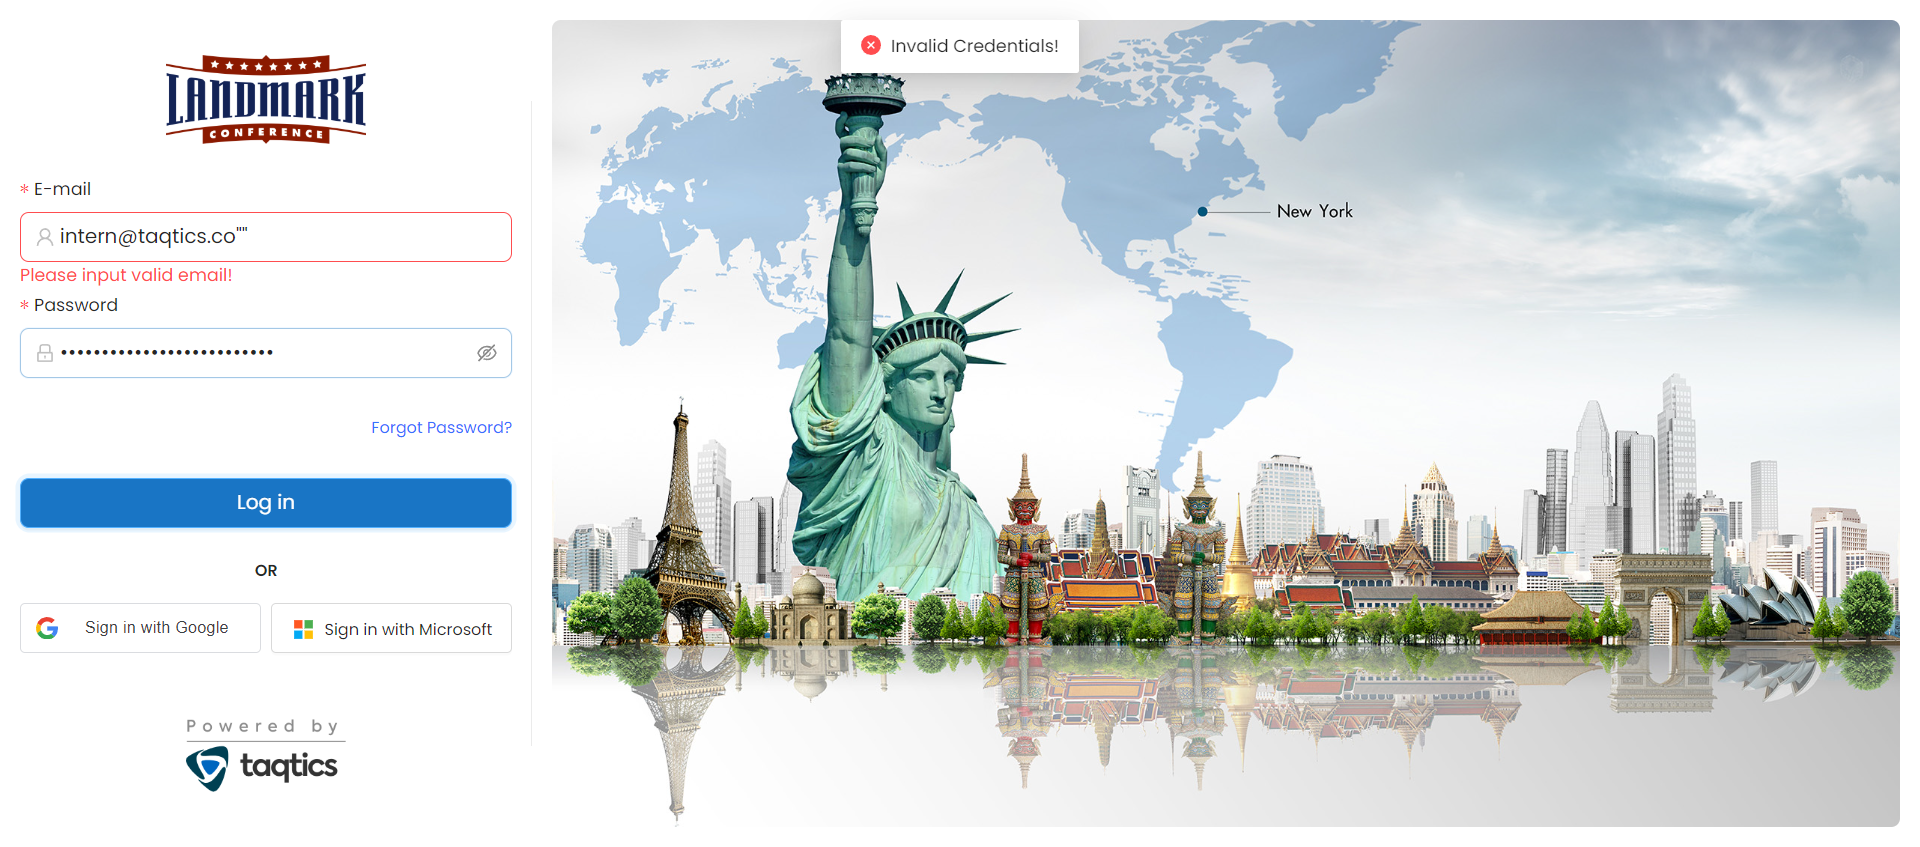 LANDMARK
CONFERENCE
* E-mail
intern@taqtics.co""
Please input valid email!
* Password
••••••••••••••••••••••••••
Forgot Password?
Log in
OR
Sign in with Google
Sign in with Microsoft
Powered by
taqtics
Invalid Credentials!
New York